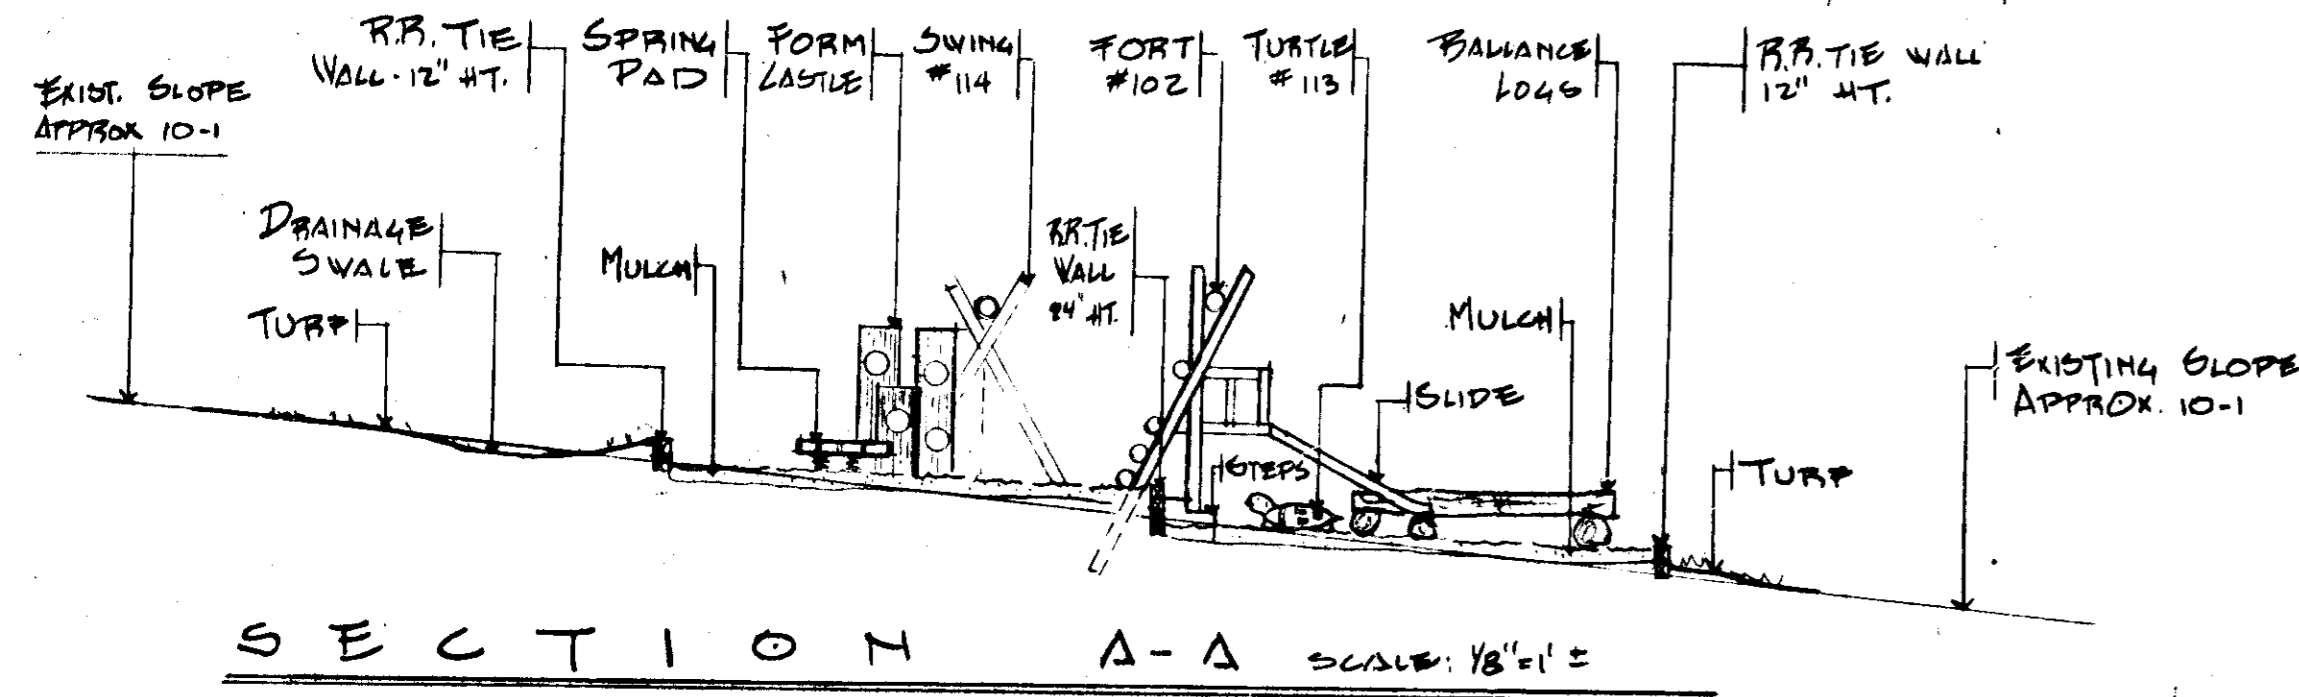 EXIST. SLOPE
APPROX 10-1
R.R. TIE
WALL - 12" HT.
SPRING
PAD
FORM
CASTLE
SWING
#114
FORT
#102
TURTLE
#113
BALLANCE
LOGS
R.R. TIE WALL
12" HT.
DRAINAGE
SWALE
MULCH
TURF
R.R. TIE
WALL
24" HT.
MULCH
SLIDE
STEPS
EXISTING SLOPE
APPROX. 10-1
TURF
SECTION A-A SCALE: 1/8"=1' ±